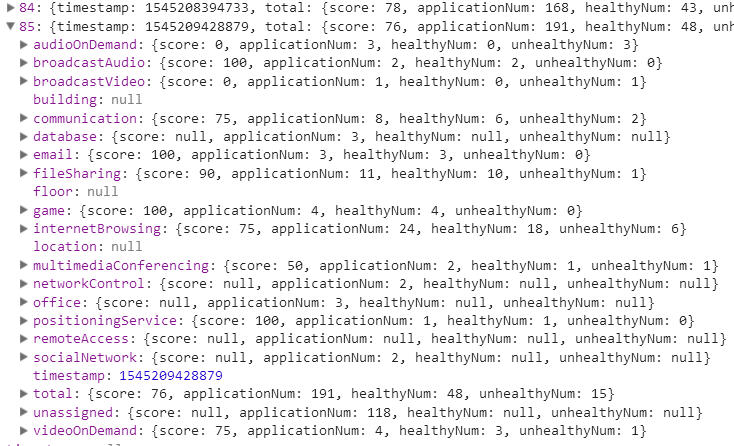 84: {timestamp: 1545208394733, total: {score: 78, applicationNum: 168, healthyNum: 43,
85: {timestamp: 1545209428879, total: {score: 76, applicationNum: 191, healthyNum: 48,
audioOnDemand: {score: 0, applicationNum: 3, healthyNum: 0, unhealthyNum: 3}
broadcastAudio: {score: 100, applicationNum: 2, healthyNum: 2, unhealthyNum: 0}
broadcastVideo: {score: 0, applicationNum: 1, healthyNum: 0, unhealthyNum: 1}
building: null
communication: {score: 75, applicationNum: 8, healthyNum: 6, unhealthyNum: 2}
database: {score: null, applicationNum: 3, healthyNum: null, unhealthyNum: null}
email: {score: 100, applicationNum: 3, healthyNum: 3, unhealthyNum: 0}
fileSharing: {score: 90, applicationNum: 11, healthyNum: 10, unhealthyNum: 1}
floor: null
game: {score: 100, applicationNum: 4, healthyNum: 4, unhealthyNum: 0}
internetBrowsing: {score: 75, applicationNum: 24, healthyNum: 18, unhealthyNum: 6}
location: null
multimediaConferencing: {score: 50, applicationNum: 2, healthyNum: 1, unhealthyNum: 1}
networkControl: {score: null, applicationNum: 2, healthyNum: null, unhealthyNum: null}
office: {score: null, applicationNum: 3, healthyNum: null, unhealthyNum: null}
positioningService: {score: 100, applicationNum: 1, healthyNum: 1, unhealthyNum: 0}
remoteAccess: {score: null, applicationNum: null, healthyNum: null, unhealthyNum: null}
socialNetwork: {score: null, applicationNum: 2, healthyNum: null, unhealthyNum: null}
timestamp: 1545209428879
total: {score: 76, applicationNum: 191, healthyNum: 48, unhealthyNum: 15}
unassigned: {score: null, applicationNum: 118, healthyNum: null, unhealthyNum: null}
videoOnDemand: {score: 75, applicationNum: 4, healthyNum: 3, unhealthyNum: 1}